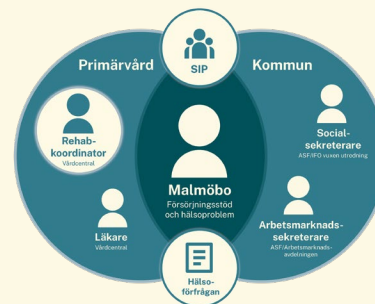 SIP
Primärvård
Kommun
Rehab-
koordinator
Vårdcentral
Läkare
Vårdcentral
Malmöbo
Försörjningsstöd
och hälsoproblem
Social-
sekreterare
ASF/IFO vuxen utredning
Arbetsmarknads-
sekreterare
ASF/Arbetsmarknads-
avdelningen
Hälso-
förfrågan